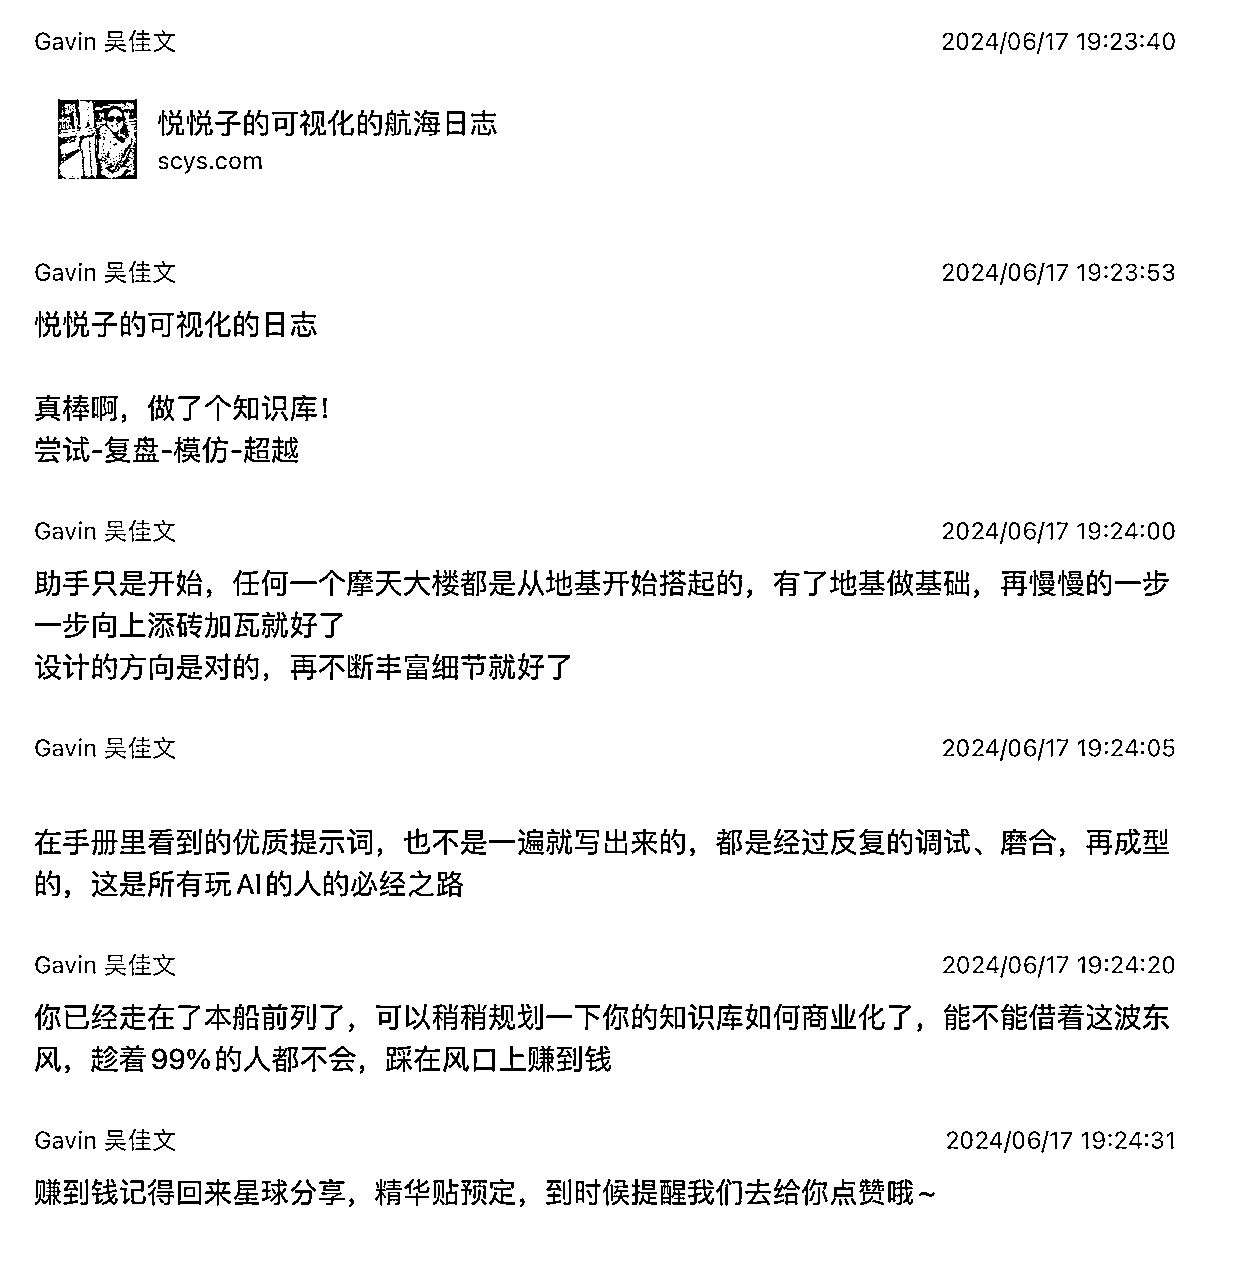 Gavin 吴佳文 2024/06/17 19:23:40
悦悦子的可视化的航海日志
scys.com
Gavin 吴佳文 2024/06/17 19:23:53
悦悦子的可视化的日志
真棒啊，做了个知识库！
尝试-复盘-模仿-超越
Gavin 吴佳文 2024/06/17 19:24:00
助手只是开始，任何一个摩天大楼都是从地基开始搭起的，有了地基做基础，再慢慢的一步
一步向上添砖加瓦就好了
设计的方向是对的，再不断丰富细节就好了
Gavin 吴佳文 2024/06/17 19:24:05
在手册里看到的优质提示词，也不是一遍就写出来的，都是经过反复的调试、磨合，再成型
的，这是所有玩AI的人的必经之路
Gavin 吴佳文 2024/06/17 19:24:20
你已经走在了本船前列了，可以稍稍规划一下你的知识库如何商业化了，能不能借着这波东
风，趁着99%的人都不会，踩在风口上赚到钱
Gavin 吴佳文 2024/06/17 19:24:31
赚到钱记得回来星球分享，精华贴预定，到时候提醒我们去给你点赞哦~